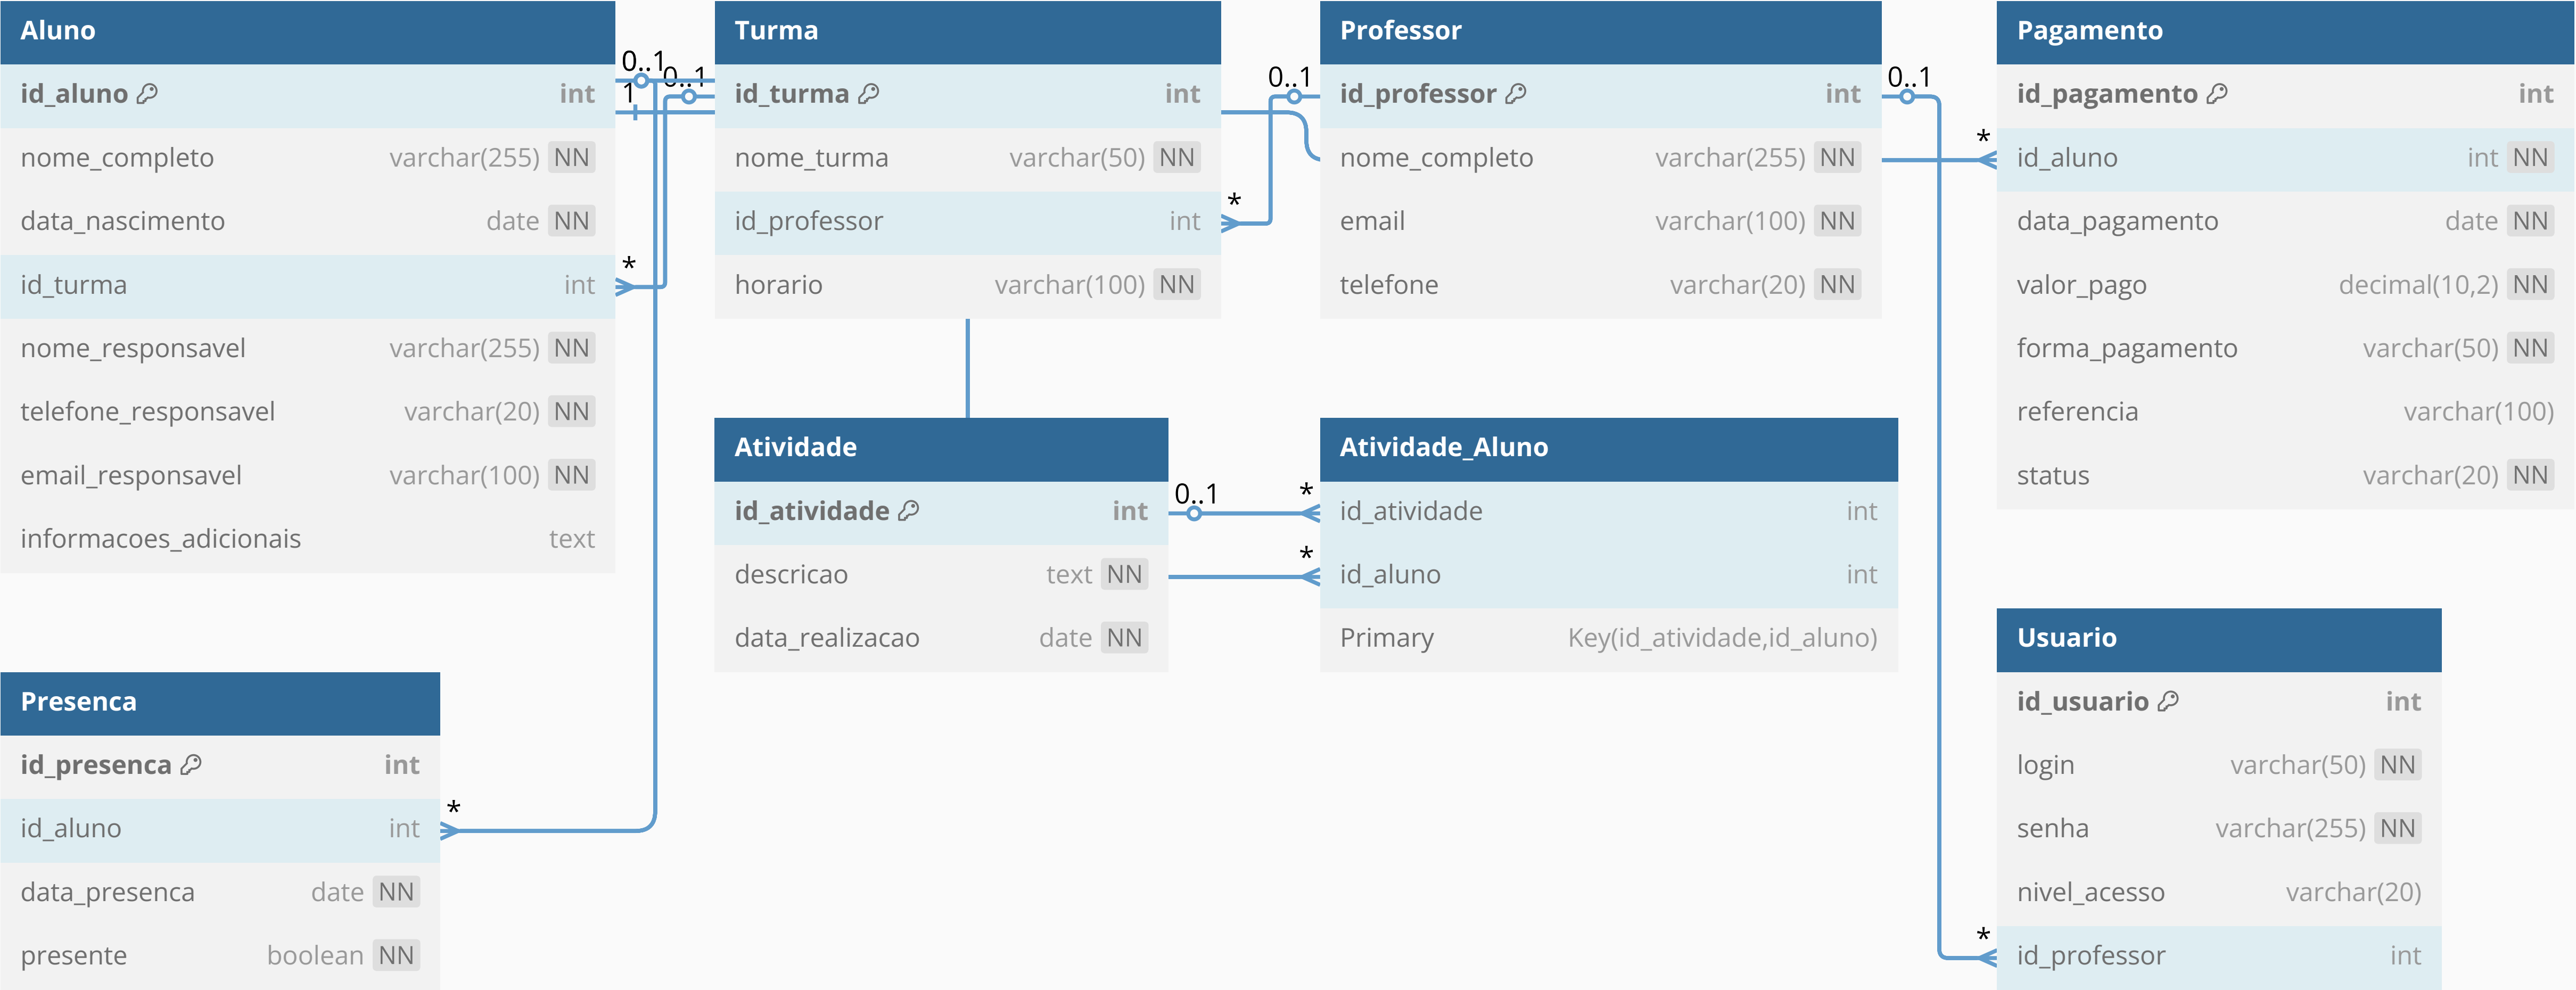 Aluno
id_aluno int
nome_completo varchar(255) NN
data_nascimento date NN
id_turma int
nome_responsavel varchar(255) NN
telefone_responsavel varchar(20) NN
email_responsavel varchar(100) NN
informacoes_adicionais text
0..1
0..1
1
*
Turma
id_turma int
nome_turma varchar(50) NN
id_professor int
horario varchar(100) NN
0..1
*
Professor
id_professor int
nome_completo varchar(255) NN
email varchar(100) NN
telefone varchar(20) NN
0..1
*
Pagamento
id_pagamento int
id_aluno int NN
data_pagamento date NN
valor_pago decimal(10,2) NN
forma_pagamento varchar(50) NN
referencia varchar(100)
status varchar(20) NN
Atividade
id_atividade int
descricao text NN
data_realizacao date NN
0..1 *
*
Atividade_Aluno
id_atividade int
id_aluno int
Primary Key(id_atividade,id_aluno)
Presenca
id_presenca int
id_aluno int
data_presenca date NN
presente boolean NN
*
Usuario
id_usuario int
login varchar(50) NN
senha varchar(255) NN
nivel_acesso varchar(20)
id_professor int
*